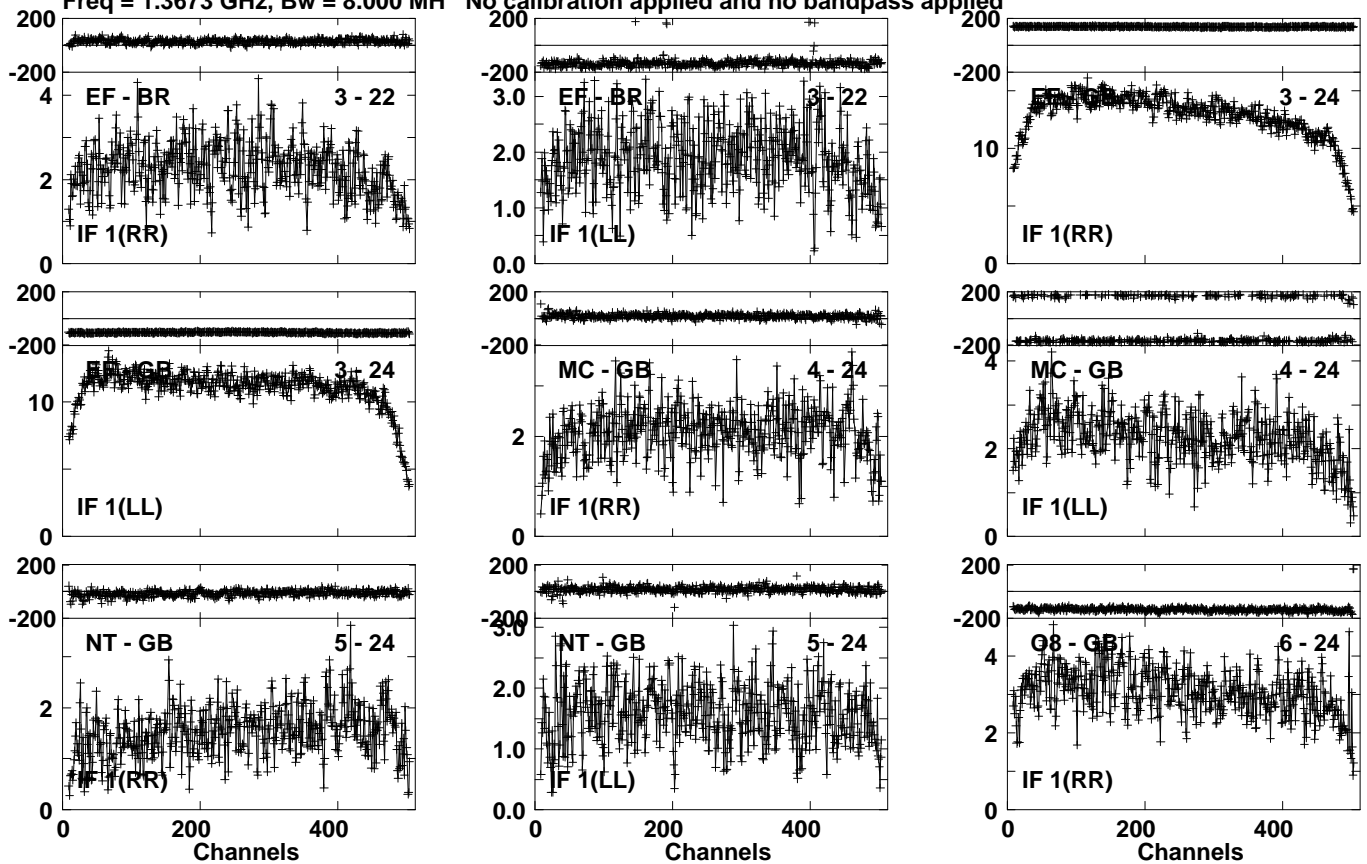 Freq = 1.3673 GHz, Bw = 8.000 MH No calibration applied and no bandpass applied
200 200 200
-200 -200 -200
4 EF - BR 3 - 22 3.0 EF - BR 3 - 22 EF - GB 3 - 24
2 2.0 10
1.0
IF 1(RR) IF 1(LL) IF 1(RR)
0 0.0 0
200 200 200
-200 -200 -200
EF - GB 3 - 24 MC - GB 4 - 24 4 MC - GB 4 - 24
10 2 2
IF 1(LL) IF 1(RR) IF 1(LL)
0 0 0
200 200 200
-200 -200 -200
NT - GB 5 - 24 3.0 NT - GB 5 - 24 4 O8 - GB 6 - 24
2 2.0 2
1.0
IF 1(RR) IF 1(LL) IF 1(RR)
0 0.0 0
0 200 400 0 200 400 0 200 400
Channels Channels Channels